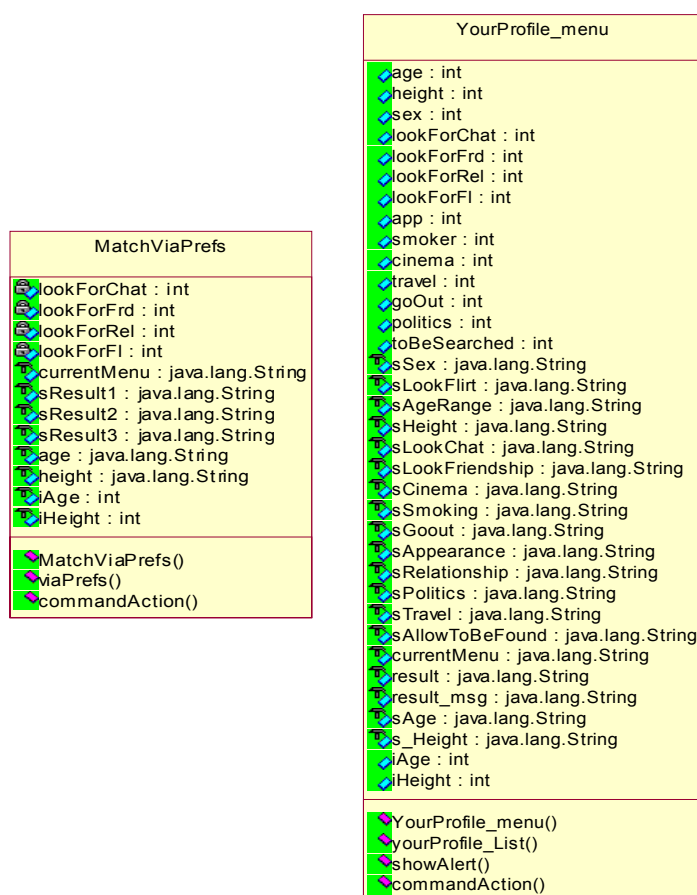 MatchViaPrefs
lookForChat : int
lookForFrd : int
lookForRel : int
lookForFl : int
currentMenu : java.lang.String
sResult1 : java.lang.String
sResult2 : java.lang.String
sResult3 : java.lang.String
age : java.lang.String
height : java.lang.String
iAge : int
iHeight : int
MatchViaPrefs()
viaPrefs()
commandAction()
YourProfile_menu
age : int
height : int
sex : int
lookForChat : int
lookForFrd : int
lookForRel : int
lookForFl : int
app : int
smoker : int
cinema : int
travel : int
goOut : int
politics : int
toBeSearched : int
sSex : java.lang.String
sLookFlirt : java.lang.String
sAgeRange : java.lang.String
sHeight : java.lang.String
sLookChat : java.lang.String
sLookFriendship : java.lang.String
sCinema : java.lang.String
sSmoking : java.lang.String
sGoout : java.lang.String
sAppearance : java.lang.String
sRelationship : java.lang.String
sPolitics : java.lang.String
sTravel : java.lang.String
sAllowToBeFound : java.lang.String
currentMenu : java.lang.String
result : java.lang.String
result_msg : java.lang.String
sAge : java.lang.String
s_Height : java.lang.String
iAge : int
iHeight : int
YourProfile_menu()
yourProfile_List()
showAlert()
commandAction()